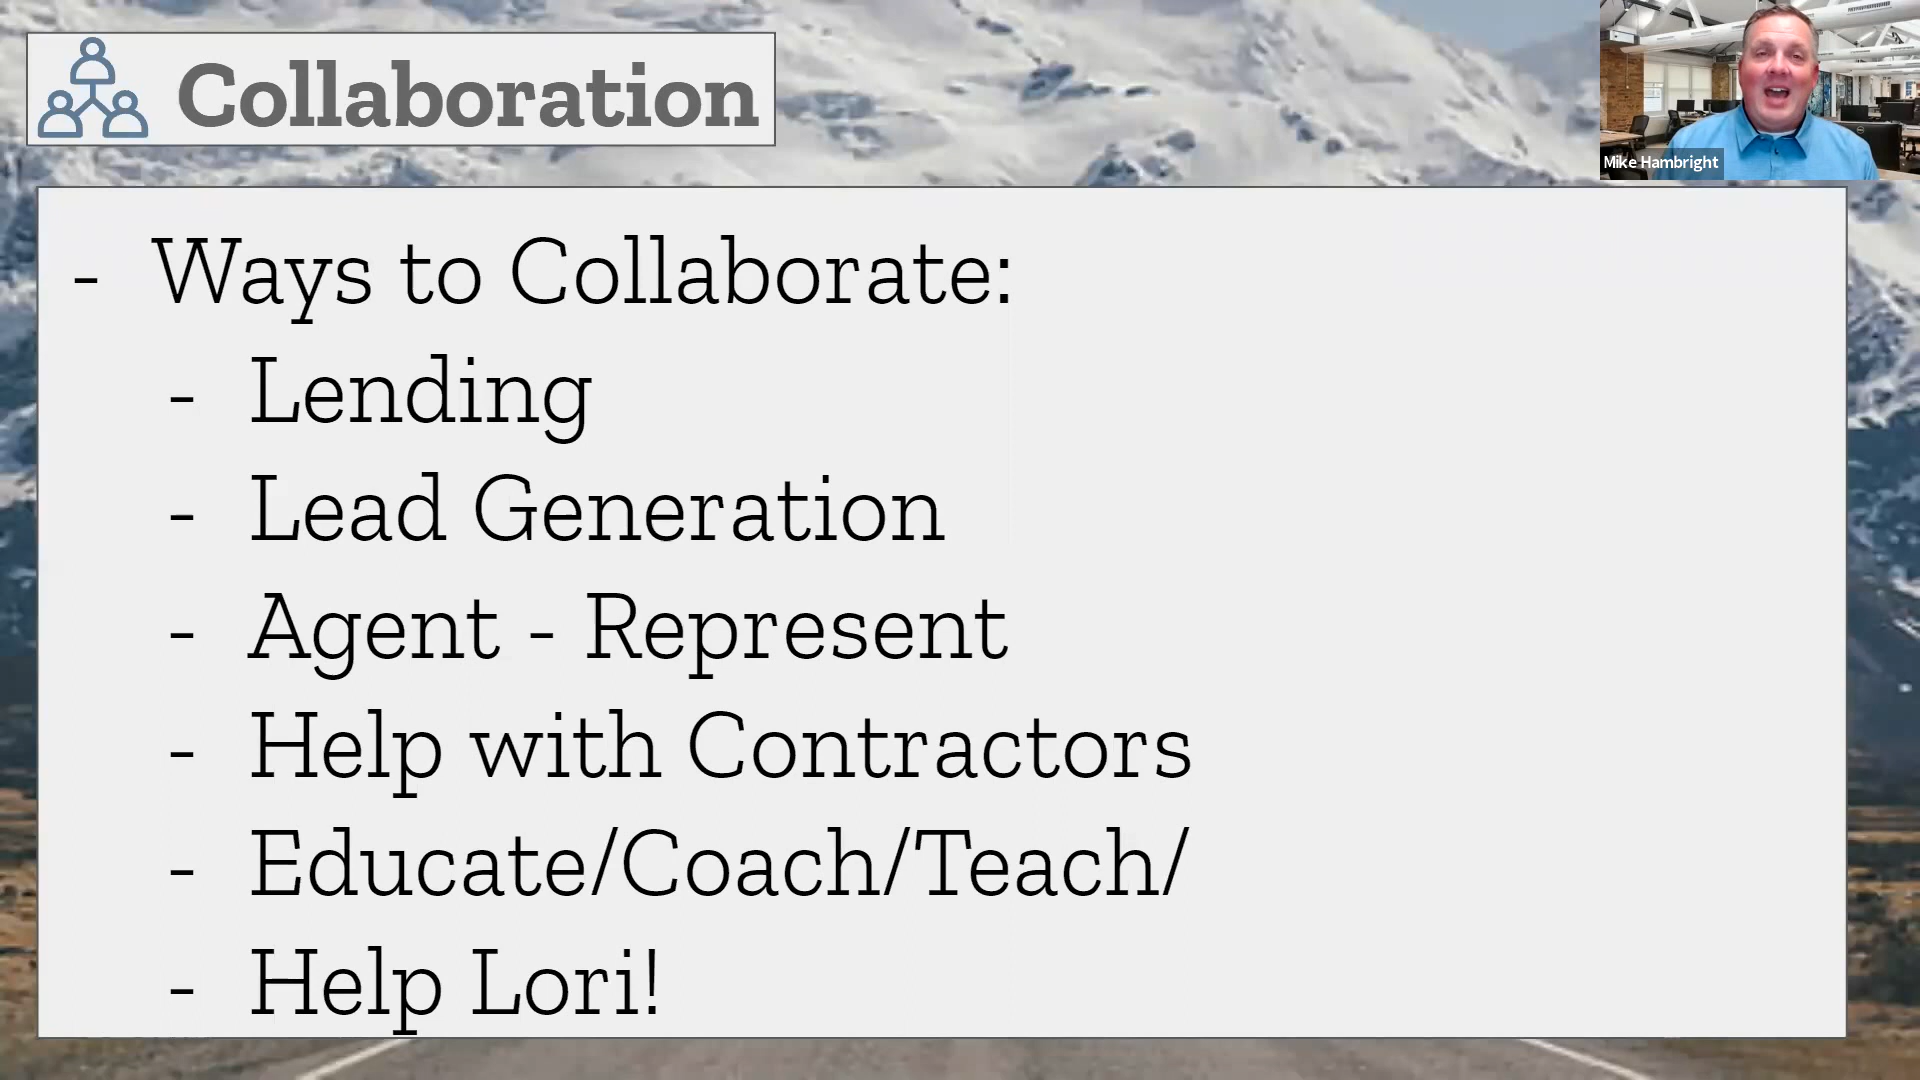 Collaboration
Mike Hambright
- Ways to Collaborate:
- Lending
- Lead Generation
- Agent - Represent
- Help with Contractors
- Educate/Coach/Teach/
- Help Lori!